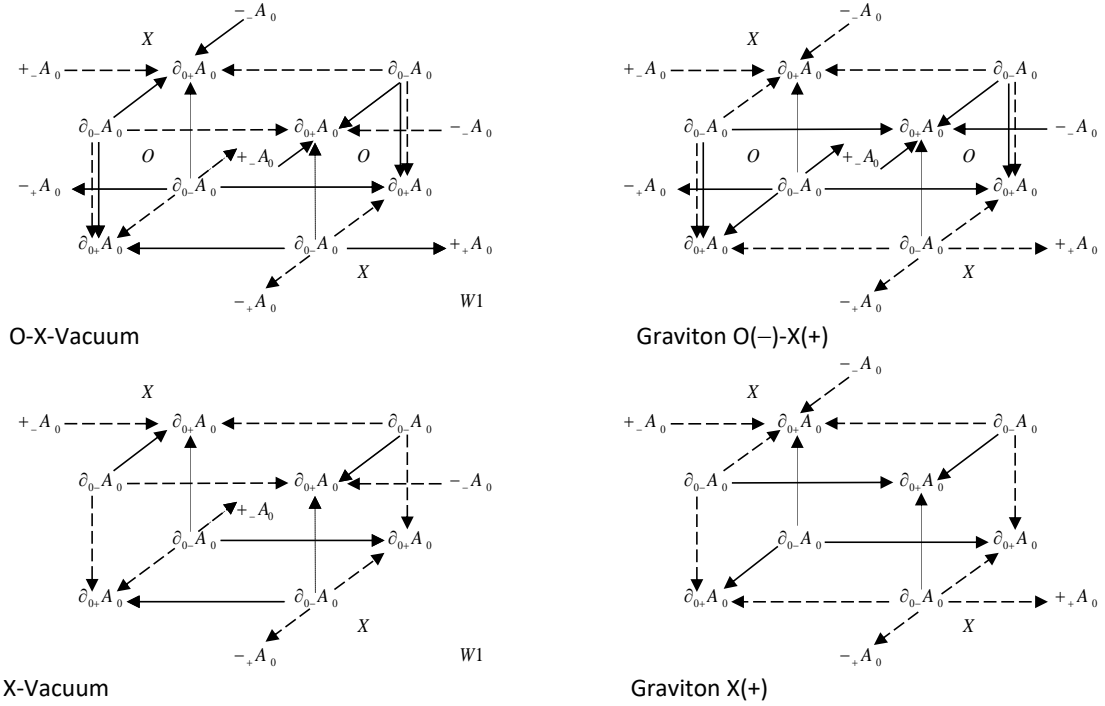 −₋A₀
X
+₋A₀ ∂₀₊A₀ ∂₀₋A₀
∂₀₋A₀ ∂₀₊A₀ −₋A₀
O +₋A₀ O
−₊A₀ ∂₀₋A₀ ∂₀₊A₀
∂₀₊A₀ ∂₀₋A₀ +₊A₀
X
−₊A₀ W1
O-X-Vacuum
−₋A₀
X
+₋A₀ ∂₀₊A₀ ∂₀₋A₀
∂₀₋A₀ ∂₀₊A₀ −₋A₀
O +₋A₀ O
−₊A₀ ∂₀₋A₀ ∂₀₊A₀
∂₀₊A₀ ∂₀₋A₀ +₊A₀
X
−₊A₀
Graviton O(−)-X(+)
X
+₋A₀ ∂₀₊A₀ ∂₀₋A₀
∂₀₋A₀ ∂₀₊A₀ −₋A₀
+₋A₀
∂₀₋A₀ ∂₀₊A₀
∂₀₊A₀ ∂₀₋A₀
X
−₊A₀ W1
X-Vacuum
−₋A₀
X
+₋A₀ ∂₀₊A₀ ∂₀₋A₀
∂₀₋A₀ ∂₀₊A₀
∂₀₋A₀ ∂₀₊A₀
∂₀₊A₀ ∂₀₋A₀ +₊A₀
X
−₊A₀
Graviton X(+)